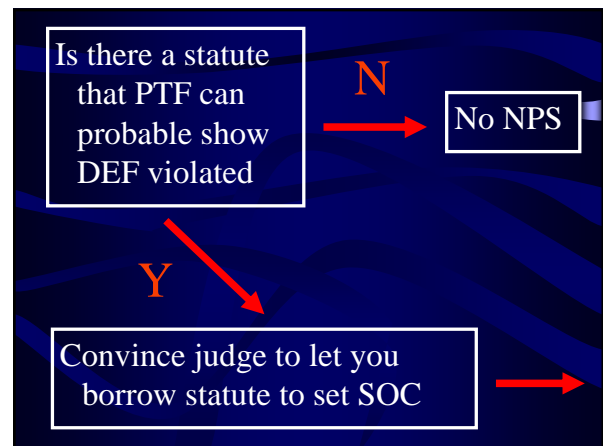 Is there a statute
that PTF can
probable show
DEF violated
N
No NPS
Y
Convince judge to let you
borrow statute to set SOC